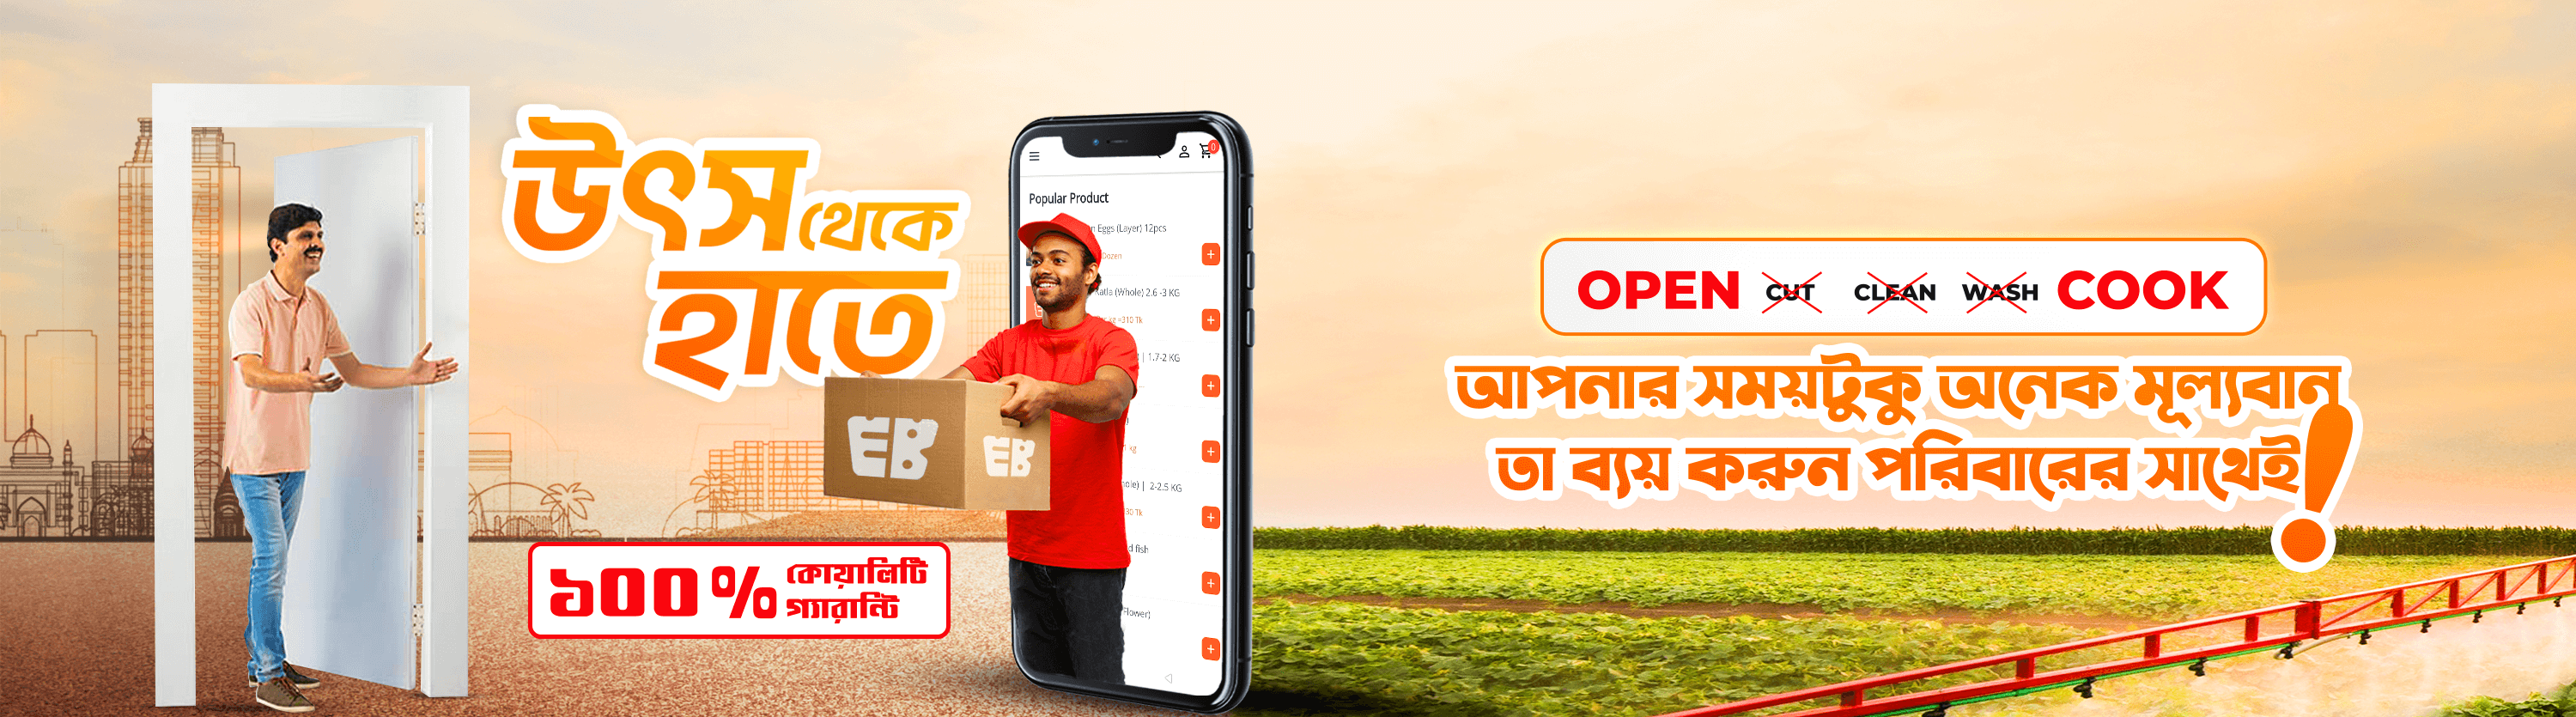 উৎস থেকে
হাতে
১০০% কোয়ালিটি
গ্যারান্টি
EB
EB
0
Popular Product
Eggs (Layer) 12pcs
Dozen
Katla (Whole) 2.6 -3 KG
=310 Tk
| 1.7-2 KG
kg
| 2-2.5 KG
30 Tk
fish
Flower)
OPEN CUT CLEAN WASH COOK
আপনার সময়টুকু অনেক মূল্যবান
তা ব্যয় করুন পরিবারের সাথেই!